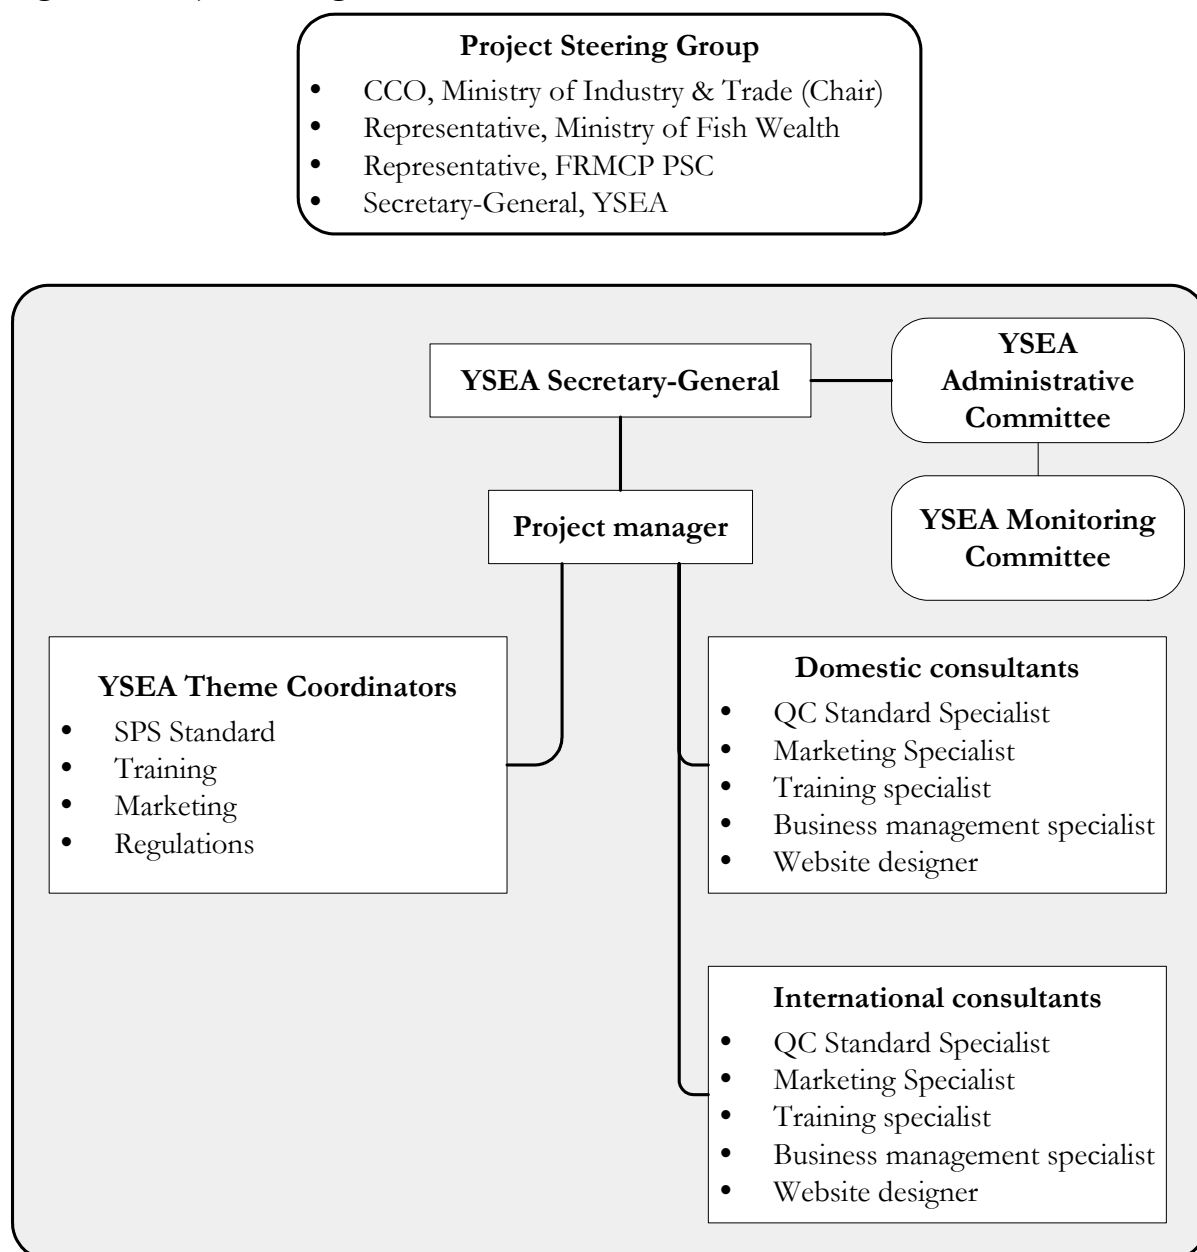 Project Steering Group
• CCO, Ministry of Industry & Trade (Chair)
• Representative, Ministry of Fish Wealth
• Representative, FRMCP PSC
• Secretary-General, YSEA
YSEA Secretary-General
YSEA
Administrative
Committee
Project manager
YSEA Monitoring
Committee
YSEA Theme Coordinators
• SPS Standard
• Training
• Marketing
• Regulations
Domestic consultants
• QC Standard Specialist
• Marketing Specialist
• Training specialist
• Business management specialist
• Website designer
International consultants
• QC Standard Specialist
• Marketing Specialist
• Training specialist
• Business management specialist
• Website designer